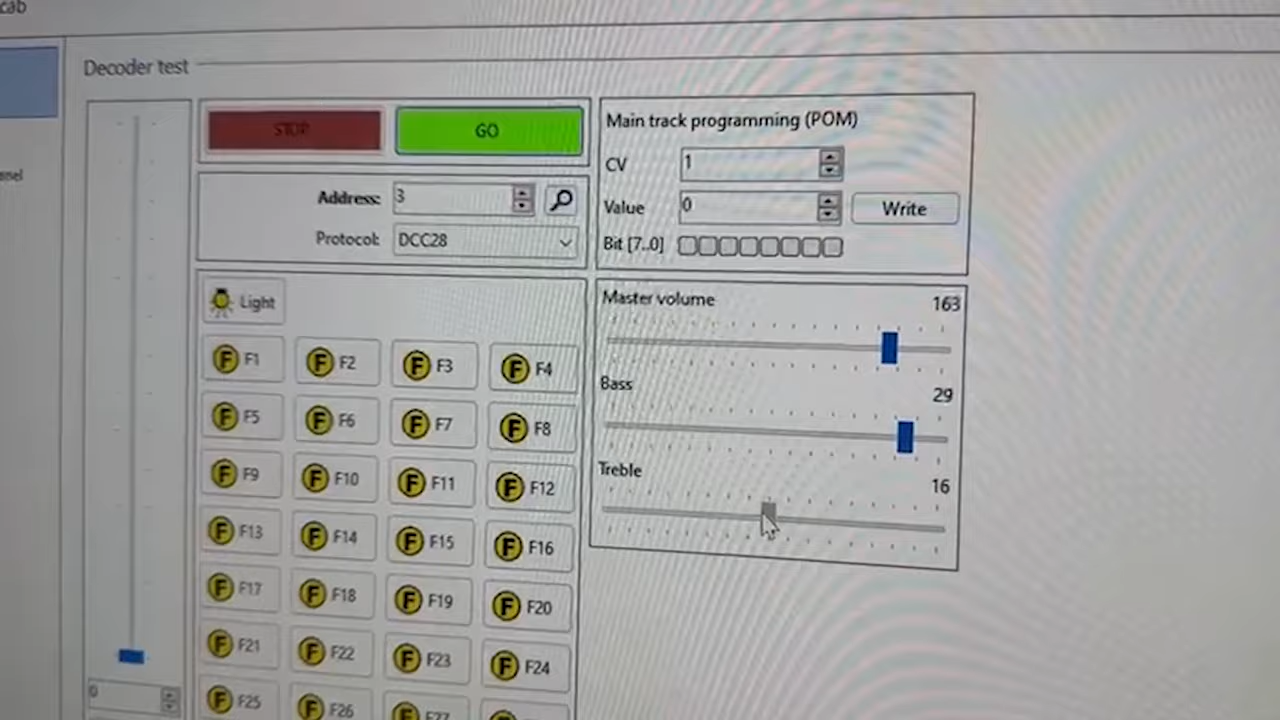 cab
Decoder test
STOP
GO
Address: 3
Protocol: DCC28
Light
F1 F2 F3 F4
F5 F6 F7 F8
F9 F10 F11 F12
F13 F14 F15 F16
F17 F18 F19 F20
F21 F22 F23 F24
F25 F26 F27
0
Main track programming (POM)
CV 1
Value 0 Write
Bit [7..0]
Master volume 163
Bass 29
Treble 16